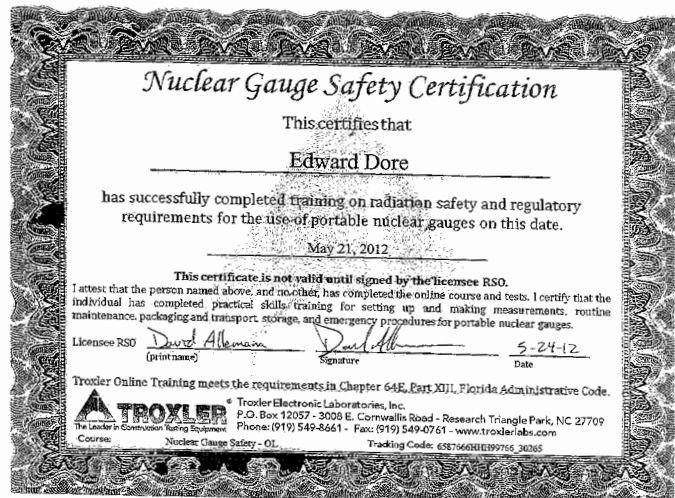 Nuclear Gauge Safety Certification
This certifies that
Edward Dore
has successfully completed training on radiation safety and regulatory
requirements for the use of portable nuclear gauges on this date.
May 21, 2012
This certificate is not valid until signed by the licensee RSO.
I attest that the person named above, and no other, has completed the online course and tests. I certify that the
individual has completed practical skills training for setting up and making measurements, routine
maintenance, packaging and transport, storage, and emergency procedures for portable nuclear gauges.
Licensee RSO David Allemain 5-24-12
(print name) Signature Date
Troxler Online Training meets the requirements in Chapter 64E, Part XIII, Florida Administrative Code.
TROXLER ®
The Leader in Construction Testing Equipment
Troxler Electronic Laboratories, Inc.
P.O. Box 12057 - 3008 E. Cornwallis Road - Research Triangle Park, NC 27709
Phone: (919) 549-8661 - Fax: (919) 549-0761 - www.troxlerlabs.com
Course: Nuclear Gauge Safety - OL Tracking Code: